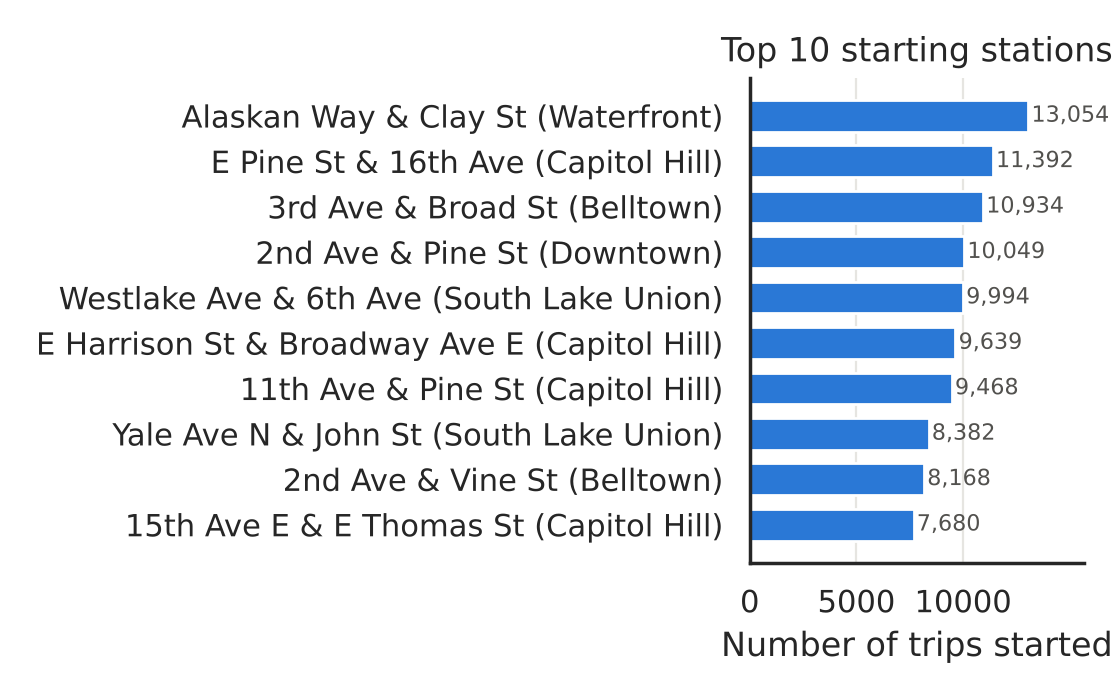 Top 10 starting stations
Alaskan Way & Clay St (Waterfront) 13,054
E Pine St & 16th Ave (Capitol Hill) 11,392
3rd Ave & Broad St (Belltown) 10,934
2nd Ave & Pine St (Downtown) 10,049
Westlake Ave & 6th Ave (South Lake Union) 9,994
E Harrison St & Broadway Ave E (Capitol Hill) 9,639
11th Ave & Pine St (Capitol Hill) 9,468
Yale Ave N & John St (South Lake Union) 8,382
2nd Ave & Vine St (Belltown) 8,168
15th Ave E & E Thomas St (Capitol Hill) 7,680
0 5000 10000
Number of trips started